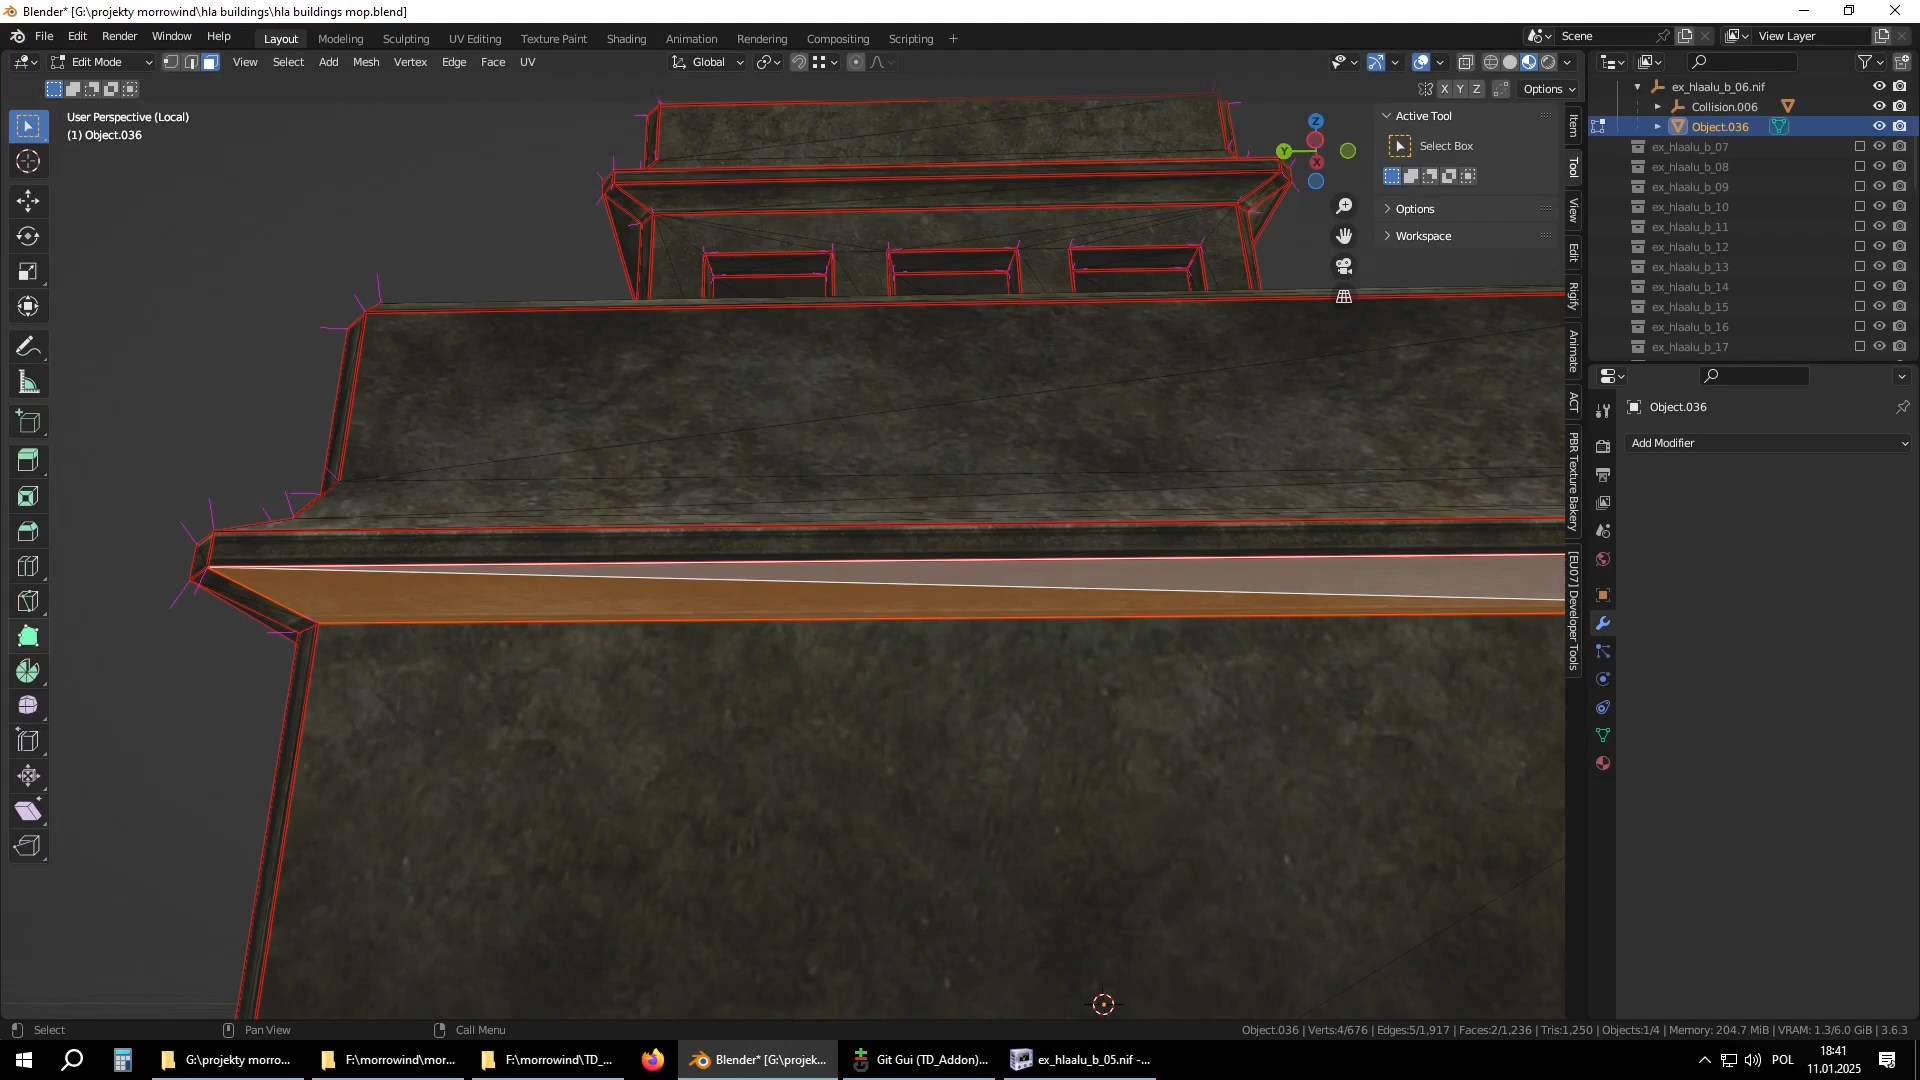 Blender* [G:\projekty morrowind\hla buildings\hla buildings mop.blend]
File Edit Render Window Help
Layout Modeling Sculpting UV Editing Texture Paint Shading Animation Rendering Compositing Scripting
Scene
View Layer
Edit Mode
View Select Add Mesh Vertex Edge Face UV
Global
X Y Z
Options
User Perspective (Local)
(1) Object.036
Z
Y
X
Active Tool
Select Box
Options
Workspace
Item
Tool
View
Edit
Rigify
Animate
ACT
PBR Texture Bakery
[EU07] Developer Tools
ex_hlaalu_b_06.nif
Collision.006
Object.036
ex_hlaalu_b_07
ex_hlaalu_b_08
ex_hlaalu_b_09
ex_hlaalu_b_10
ex_hlaalu_b_11
ex_hlaalu_b_12
ex_hlaalu_b_13
ex_hlaalu_b_14
ex_hlaalu_b_15
ex_hlaalu_b_16
ex_hlaalu_b_17
Object.036
Add Modifier
Select
Pan View
Call Menu
Object.036 | Verts:4/676 | Edges:5/1,917 | Faces:2/1,236 | Tris:1,250 | Objects:1/4 | Memory: 204.7 MiB | VRAM: 1.3/6.0 GiB | 3.6.3
G:\projekty morro...
F:\morrowind\mor...
F:\morrowind\TD_...
Blender* [G:\projek...
Git Gui (TD_Addon)...
ex_hlaalu_b_05.nif -...
POL
18:41
11.01.2025